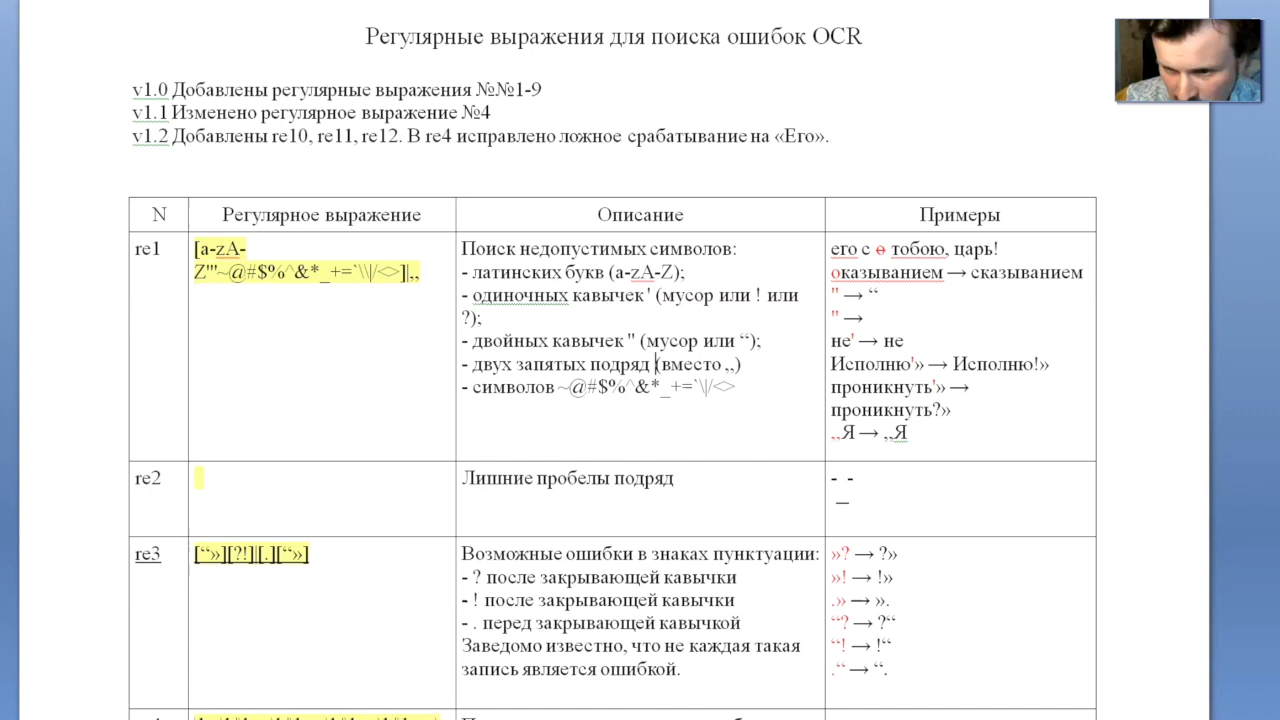 Регулярные выражения для поиска ошибок OCR
v1.0 Добавлены регулярные выражения №№1-9
v1.1 Изменено регулярное выражение №4
v1.2 Добавлены re10, re11, re12. В re4 исправлено ложное срабатывание на «Его».
N Регулярное выражение Описание Примеры
re1
[a-zA-
Z"'~@#$%^&*_+=`\\|/<>]|,,
Поиск недопустимых символов:
- латинских букв (a-zA-Z);
- одиночных кавычек ' (мусор или ! или
?);
- двойных кавычек " (мусор или “);
- двух запятых подряд (вместо „)
- символов ~@#$%^&*_+=`\|/<>
его с о тобою, царь!
оказыванием → сказыванием
" → “
" →
не' → не
Исполню'» → Исполню!»
проникнуть'» →
проникнуть?»
,,Я → „Я
re2
Лишние пробелы подряд
- -
—
re3
[“»][?!]|[.][“»]
Возможные ошибки в знаках пунктуации:
- ? после закрывающей кавычки
- ! после закрывающей кавычки
- . перед закрывающей кавычкой
Заведомо известно, что не каждая такая
запись является ошибкой.
»? → ?»
»! → !»
.» → ».
“? → ?“
“! → !“
.“ → “.